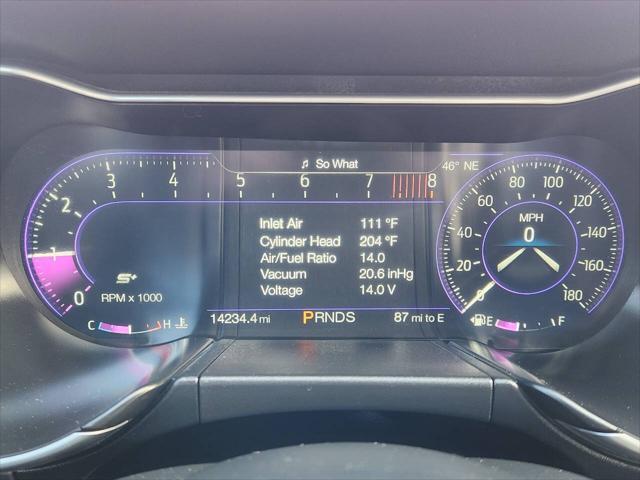 ♫ So What
46° NE
3 4 5 6 7 8
2
1
0
S+
RPM x 1000
C H
Inlet Air 111 °F
Cylinder Head 204 °F
Air/Fuel Ratio 14.0
Vacuum 20.6 inHg
Voltage 14.0 V
14234.4 mi
PRNDS
87 mi to E
0 20 40 60 80 100 120 140 160 180
MPH
0
E F